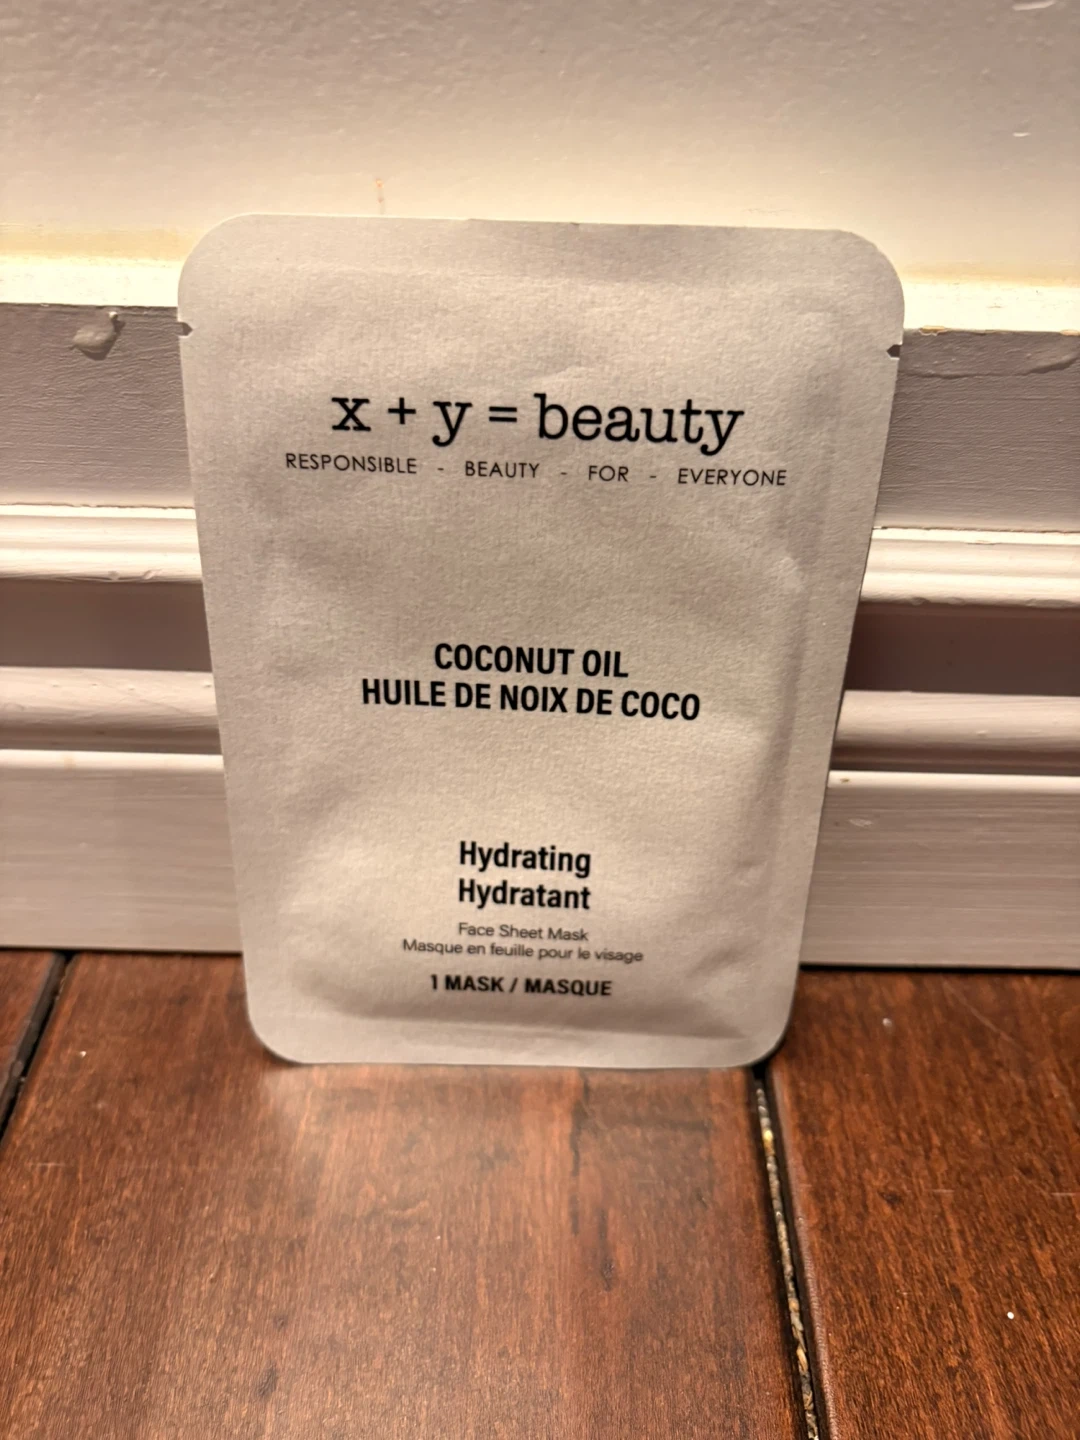 x + y = beauty
RESPONSIBLE - BEAUTY - FOR - EVERYONE
COCONUT OIL
HUILE DE NOIX DE COCO
Hydrating
Hydratant
Face Sheet Mask
Masque en feuille pour le visage
1 MASK / MASQUE